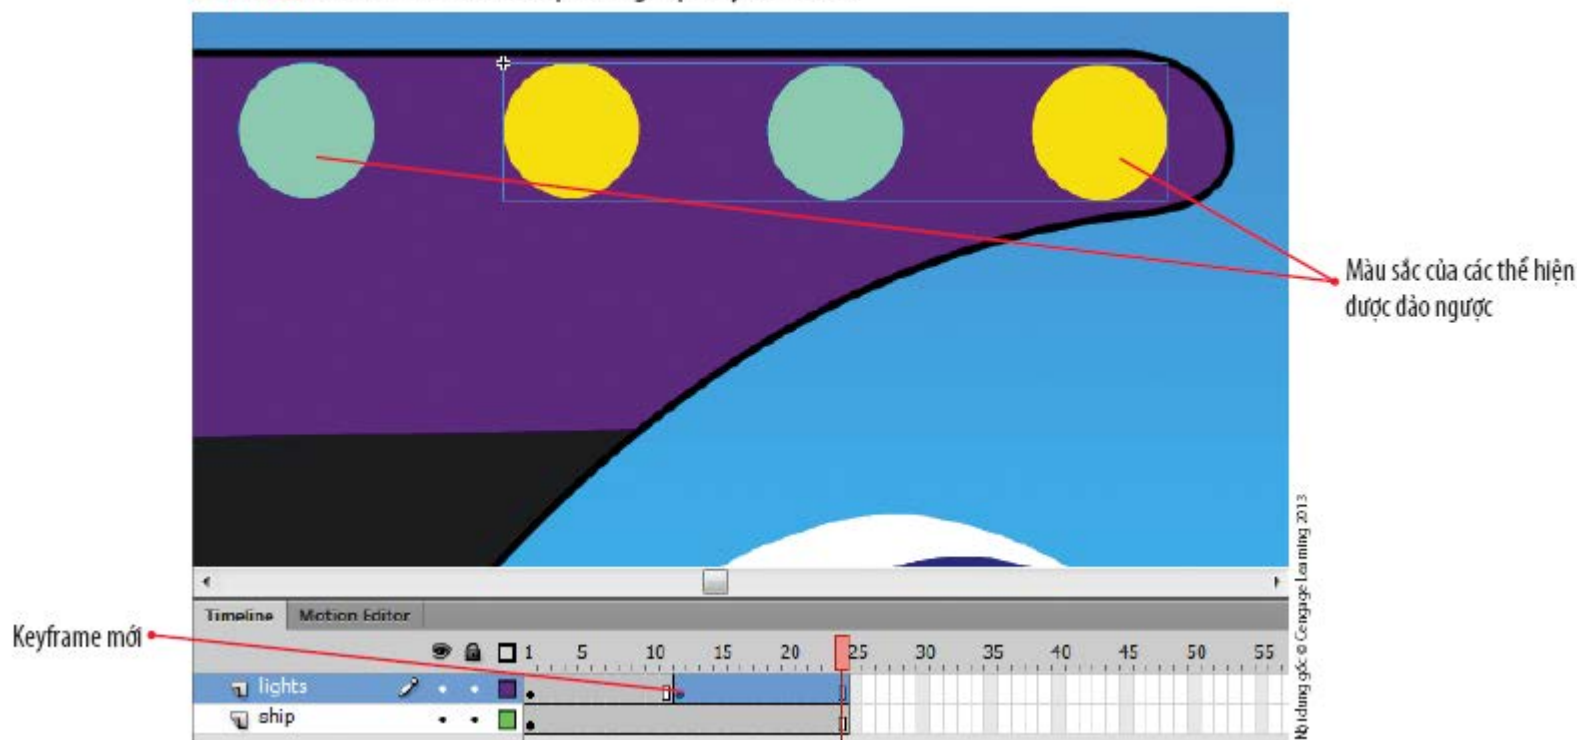 Màu sắc của các thể hiện
được đảo ngược
Nội dung gốc © Cengage Learning 2013
Timeline Motion Editor
Keyframe mới
1 5 10 15 20 25 30 35 40 45 50 55
lights
ship